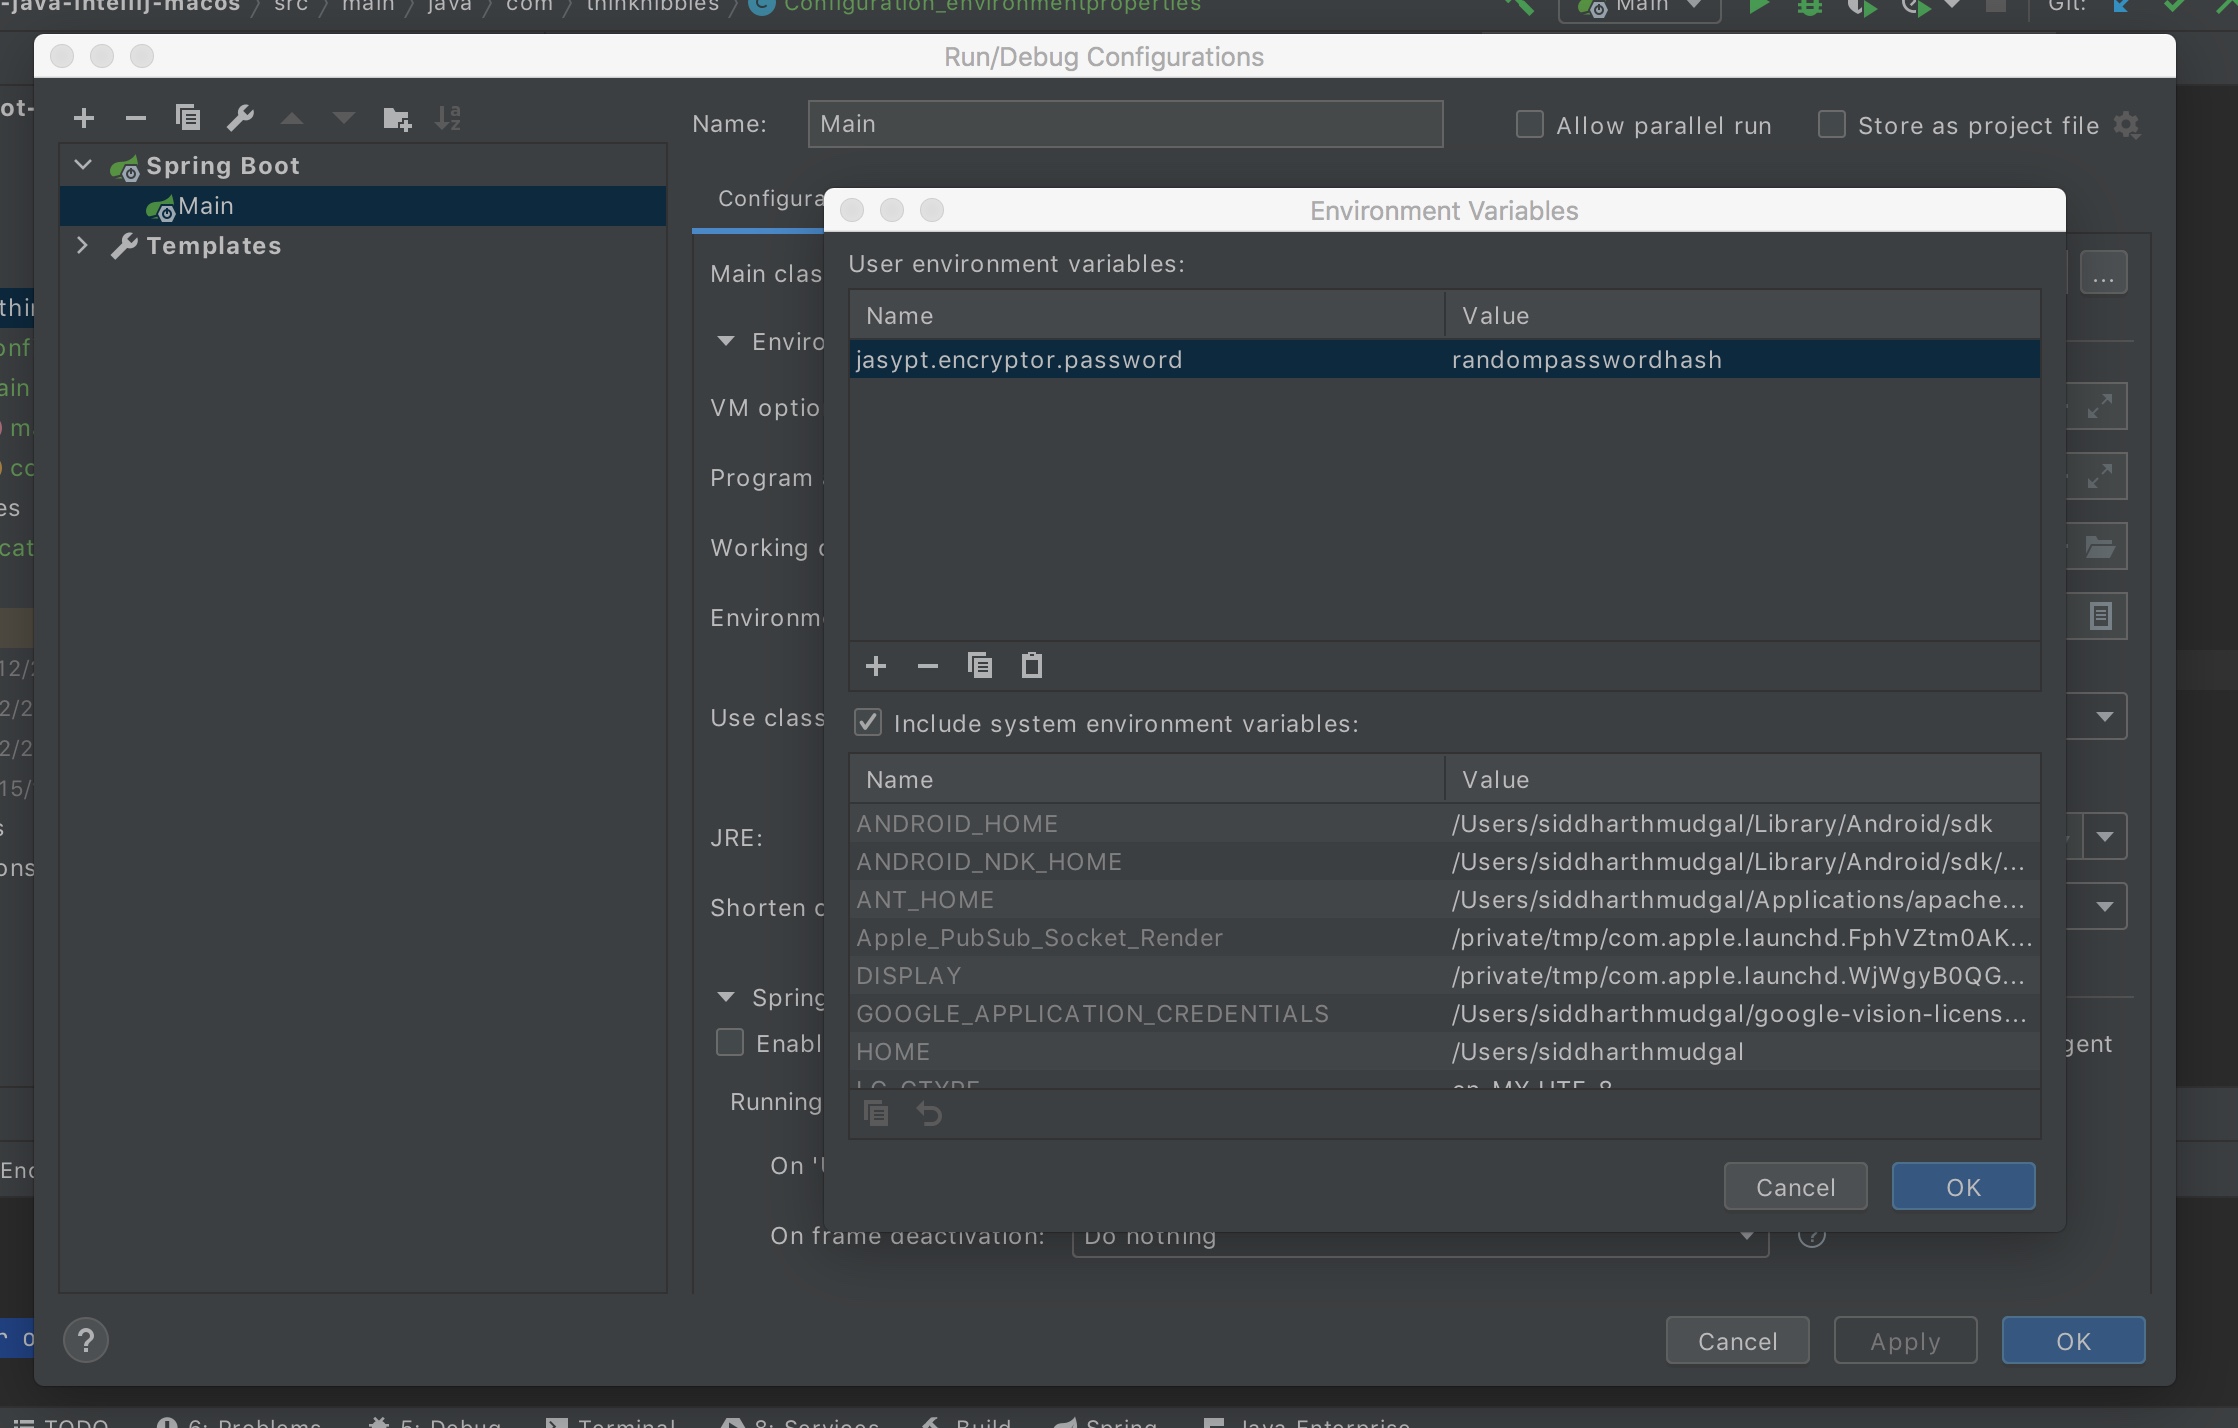 -java-intellij-macos src main java com thinknibbles Configuration_environmentproperties Main Git:
Run/Debug Configurations
Name: Main Allow parallel run Store as project file
Spring Boot
Main
Templates
Configura
Environment Variables
User environment variables:
Main clas
...
Name Value
Enviro
jasypt.encryptor.password randompasswordhash
VM optio
Program
Working
Environm
Include system environment variables:
Use class
Name Value
ANDROID_HOME /Users/siddharthmudgal/Library/Android/sdk
JRE:
ANDROID_NDK_HOME /Users/siddharthmudgal/Library/Android/sdk/...
ANT_HOME /Users/siddharthmudgal/Applications/apache...
Shorten c
Apple_PubSub_Socket_Render /private/tmp/com.apple.launchd.FphVZtm0AK...
DISPLAY /private/tmp/com.apple.launchd.WjWgyB0QG...
Spring
GOOGLE_APPLICATION_CREDENTIALS /Users/siddharthmudgal/google-vision-licens...
Enabl
gent
HOME /Users/siddharthmudgal
LC_CTYPE en_MY.UTF-8
Running
On 'U
Cancel OK
On frame deactivation: Do nothing
?
Cancel Apply OK
TODO 6: Problems 5: Debug Terminal 8: Services Build Spring Java Enterprise